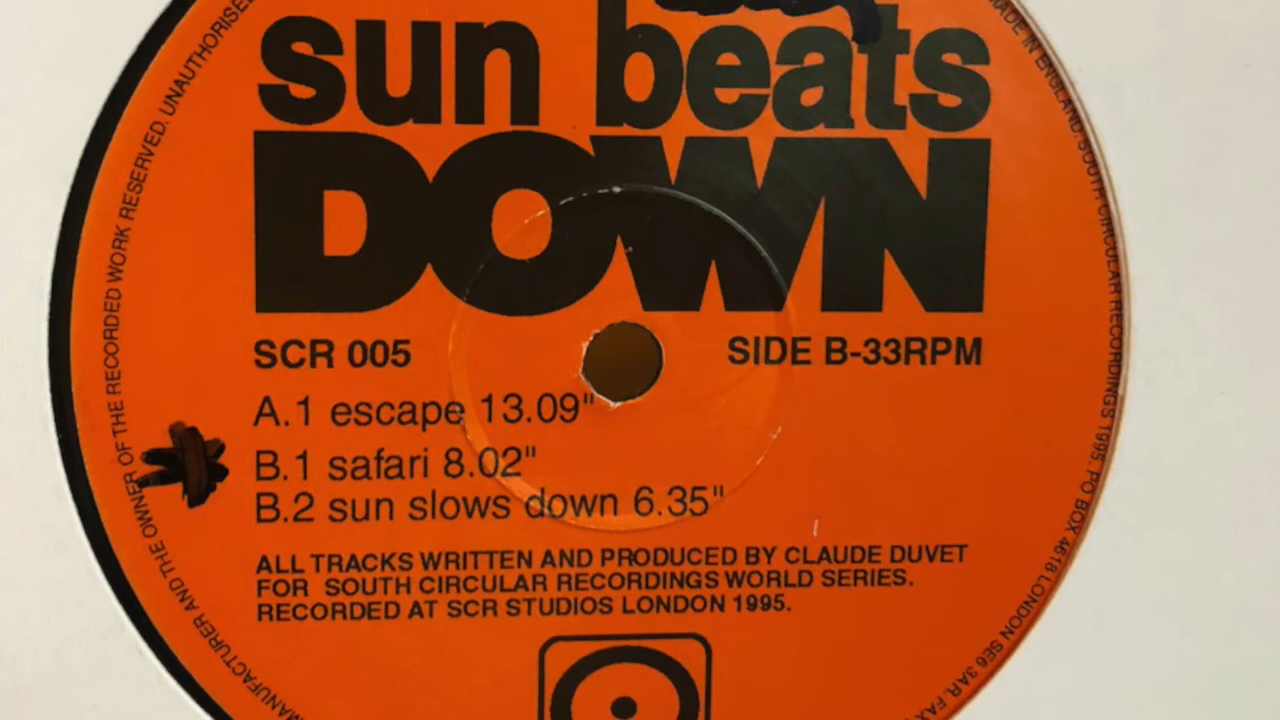 sun beats
DOWN
SCR 005
SIDE B-33RPM
A.1 escape 13.09"
B.1 safari 8.02"
B.2 sun slows down 6.35"
ALL TRACKS WRITTEN AND PRODUCED BY CLAUDE DUVET
FOR SOUTH CIRCULAR RECORDINGS WORLD SERIES.
RECORDED AT SCR STUDIOS LONDON 1995.
MANUFACTURER AND THE OWNER OF THE RECORDED WORK RESERVED. UNAUTHORISED
MADE IN ENGLAND. SOUTH CIRCULAR RECORDINGS 1995. PO BOX 4618 LONDON SE6 3AR. FAX